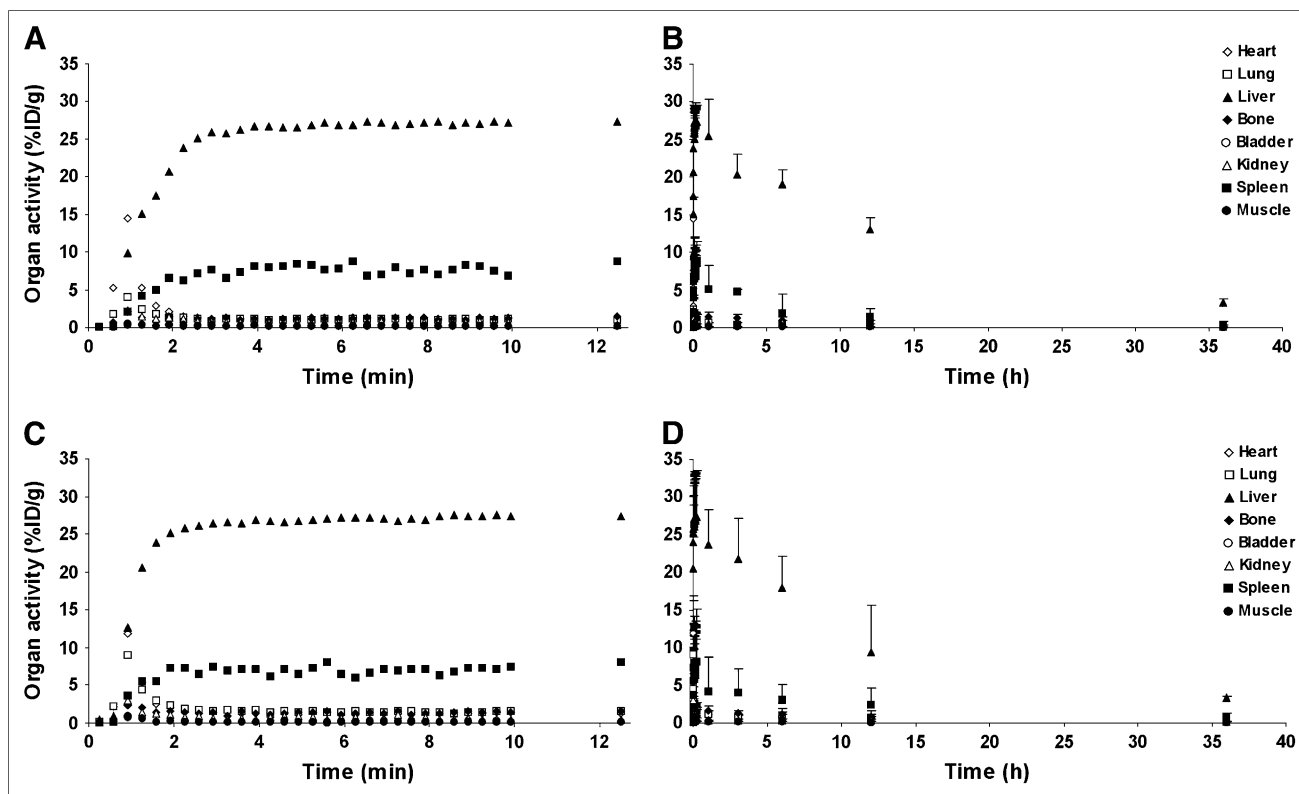 A
Organ activity (%ID/g)
35
30
25
20
15
10
5
0
0 2 4 6 8 10 12
Time (min)
B
35
30
25
20
15
10
5
0
0 5 10 15 20 25 30 35 40
Time (h)
Heart
Lung
Liver
Bone
Bladder
Kidney
Spleen
Muscle
C
Organ activity (%ID/g)
35
30
25
20
15
10
5
0
0 2 4 6 8 10 12
Time (min)
D
35
30
25
20
15
10
5
0
0 5 10 15 20 25 30 35 40
Time (h)
Heart
Lung
Liver
Bone
Bladder
Kidney
Spleen
Muscle